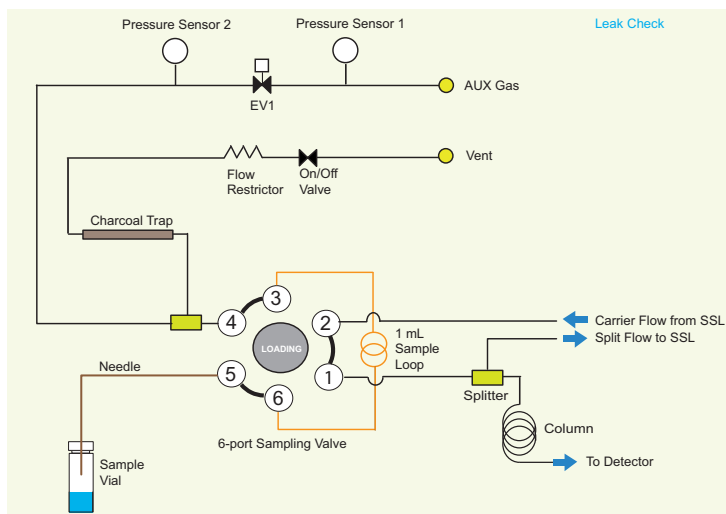 Pressure Sensor 2
Pressure Sensor 1
Leak Check
AUX Gas
EV1
Vent
Flow
Restrictor
On/Off
Valve
Charcoal Trap
3
4
2
LOADING
1 mL
Sample
Loop
Carrier Flow from SSL
Split Flow to SSL
Needle
5
1
6
Splitter
6-port Sampling Valve
Column
Sample
Vial
To Detector